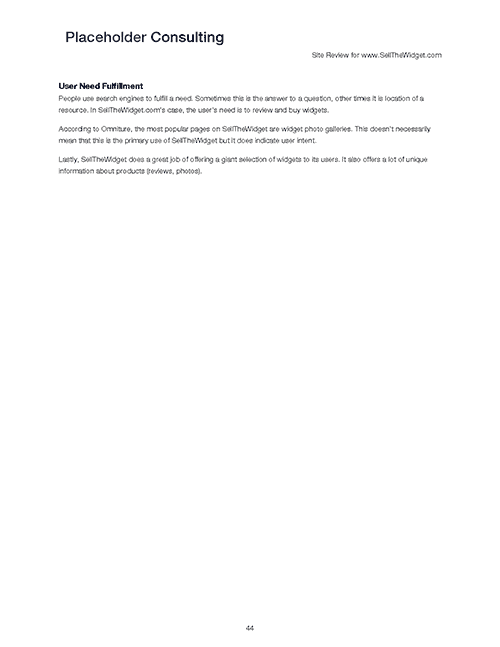 Placeholder Consulting
Site Review for www.SellTheWidget.com
User Need Fulfillment
People use search engines to fulfill a need. Sometimes this is the answer to a question, other times it is location of a
resource. In SellTheWidget.com's case, the user's need is to review and buy widgets.
According to Omniture, the most popular pages on SellTheWidget are widget photo galleries. This doesn't necessarily
mean that this is the primary use of SellTheWidget but it does indicate user intent.
Lastly, SellTheWidget does a great job of offering a giant selection of widgets to its users. It also offers a lot of unique
information about products (reviews, photos).
44